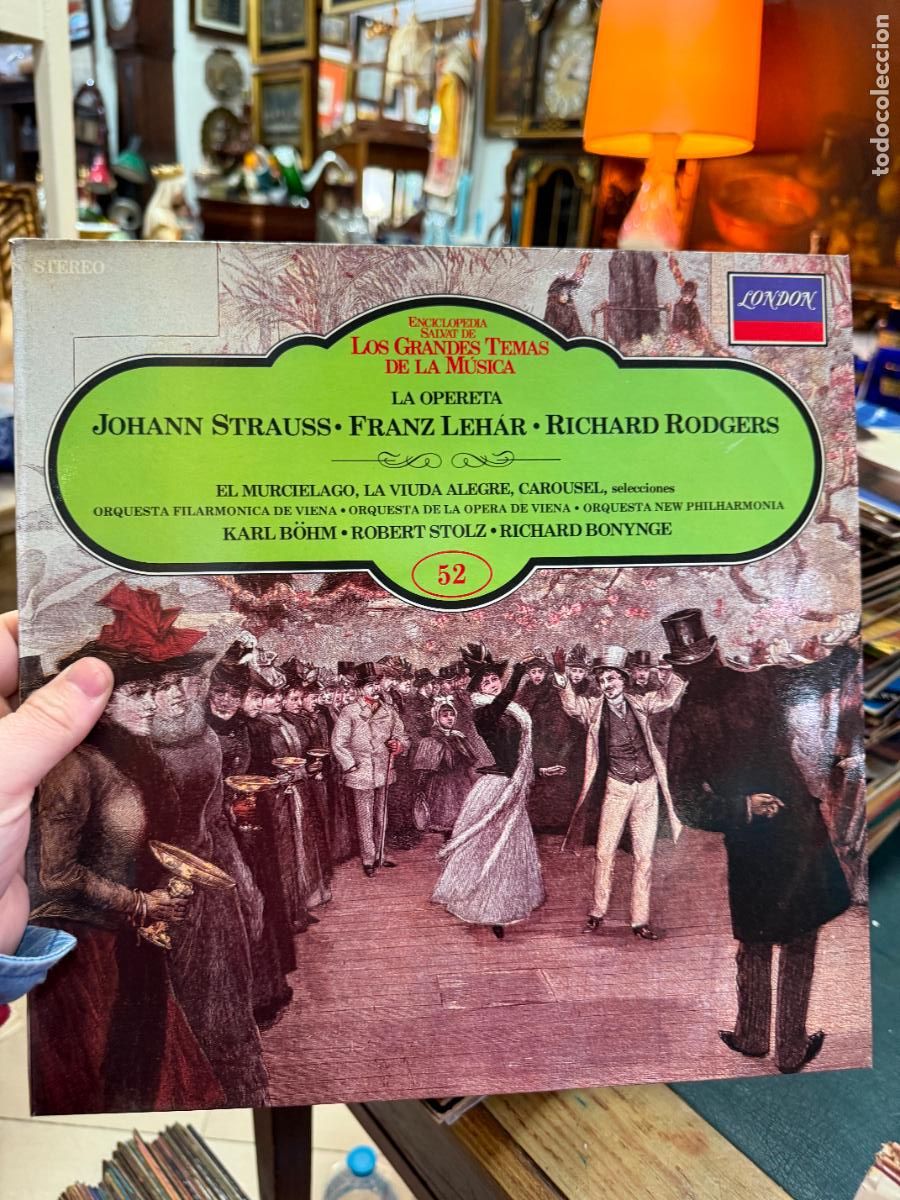 todocoleccion
STEREO
LONDON
ENCICLOPEDIA
SALVAT DE
LOS GRANDES TEMAS
DE LA MÚSICA
LA OPERETA
JOHANN STRAUSS • FRANZ LEHÁR • RICHARD RODGERS
EL MURCIELAGO, LA VIUDA ALEGRE, CAROUSEL, selecciones
ORQUESTA FILARMONICA DE VIENA • ORQUESTA DE LA OPERA DE VIENA • ORQUESTA NEW PHILHARMONIA
KARL BÖHM • ROBERT STOLZ • RICHARD BONYNGE
52